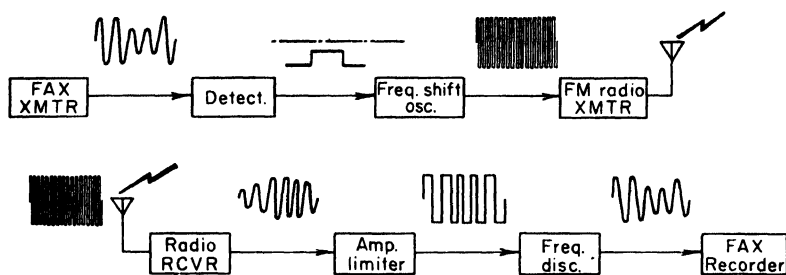 FAX
XMTR
Detect.
Freq. shift
osc.
FM radio
XMTR
Radio
RCVR
Amp.
limiter
Freq.
disc.
FAX
Recorder